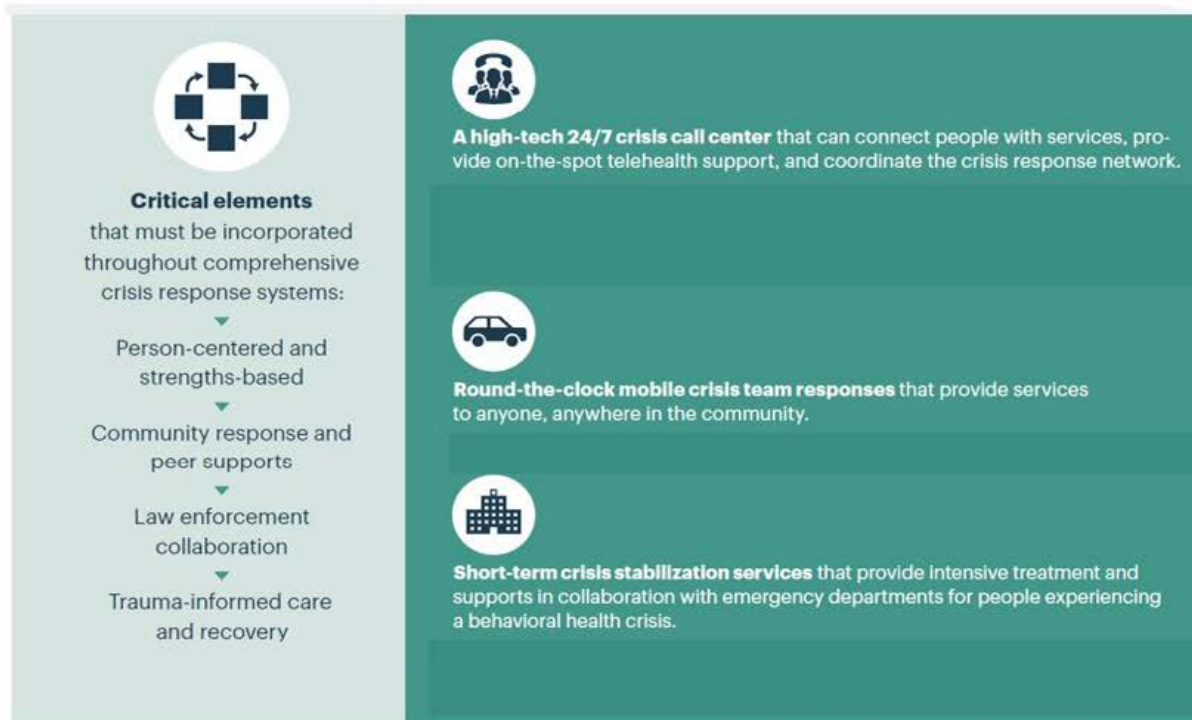 Critical elements
that must be incorporated
throughout comprehensive
crisis response systems:
Person-centered and
strengths-based
Community response and
peer supports
Law enforcement
collaboration
Trauma-informed care
and recovery
A high-tech 24/7 crisis call center that can connect people with services, pro-
vide on-the-spot telehealth support, and coordinate the crisis response network.
Round-the-clock mobile crisis team responses that provide services
to anyone, anywhere in the community.
Short-term crisis stabilization services that provide intensive treatment and
supports in collaboration with emergency departments for people experiencing
a behavioral health crisis.